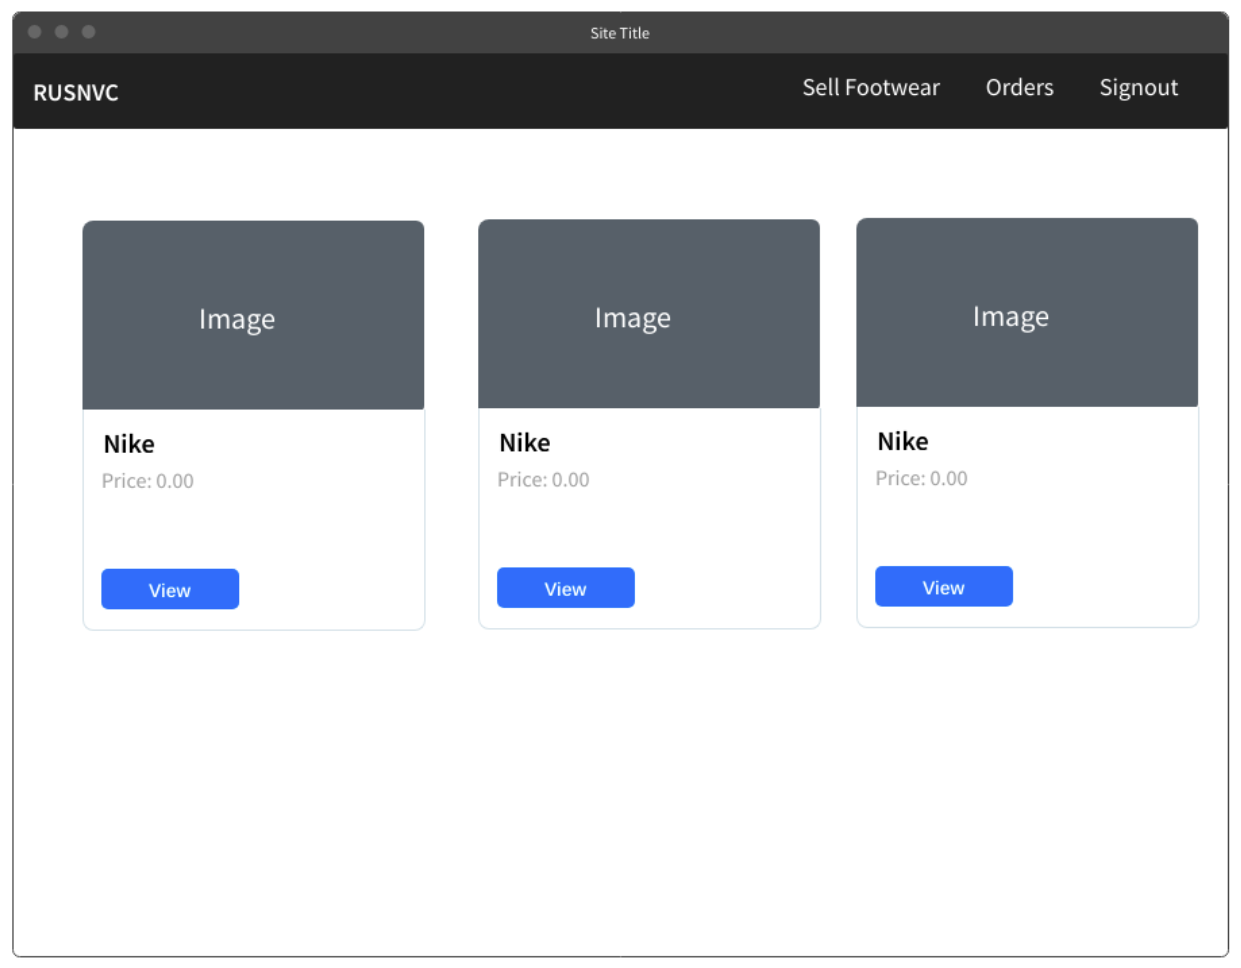 Site Title
RUSNVC
Sell Footwear
Orders
Signout
Image
Image
Image
Nike
Price: 0.00
View
Nike
Price: 0.00
View
Nike
Price: 0.00
View